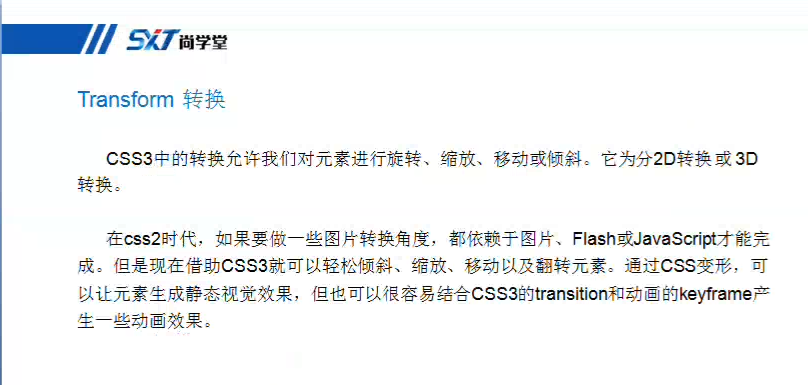 SXT尚学堂
Transform 转换
CSS3中的转换允许我们对元素进行旋转、缩放、移动或倾斜。它为分2D转换或 3D
转换。
在css2时代，如果要做一些图片转换角度，都依赖于图片、Flash或JavaScript才能完
成。但是现在借助CSS3就可以轻松倾斜、缩放、移动以及翻转元素。通过CSS变形，可
以让元素生成静态视觉效果，但也可以很容易结合CSS3的transition和动画的keyframe产
生一些动画效果。